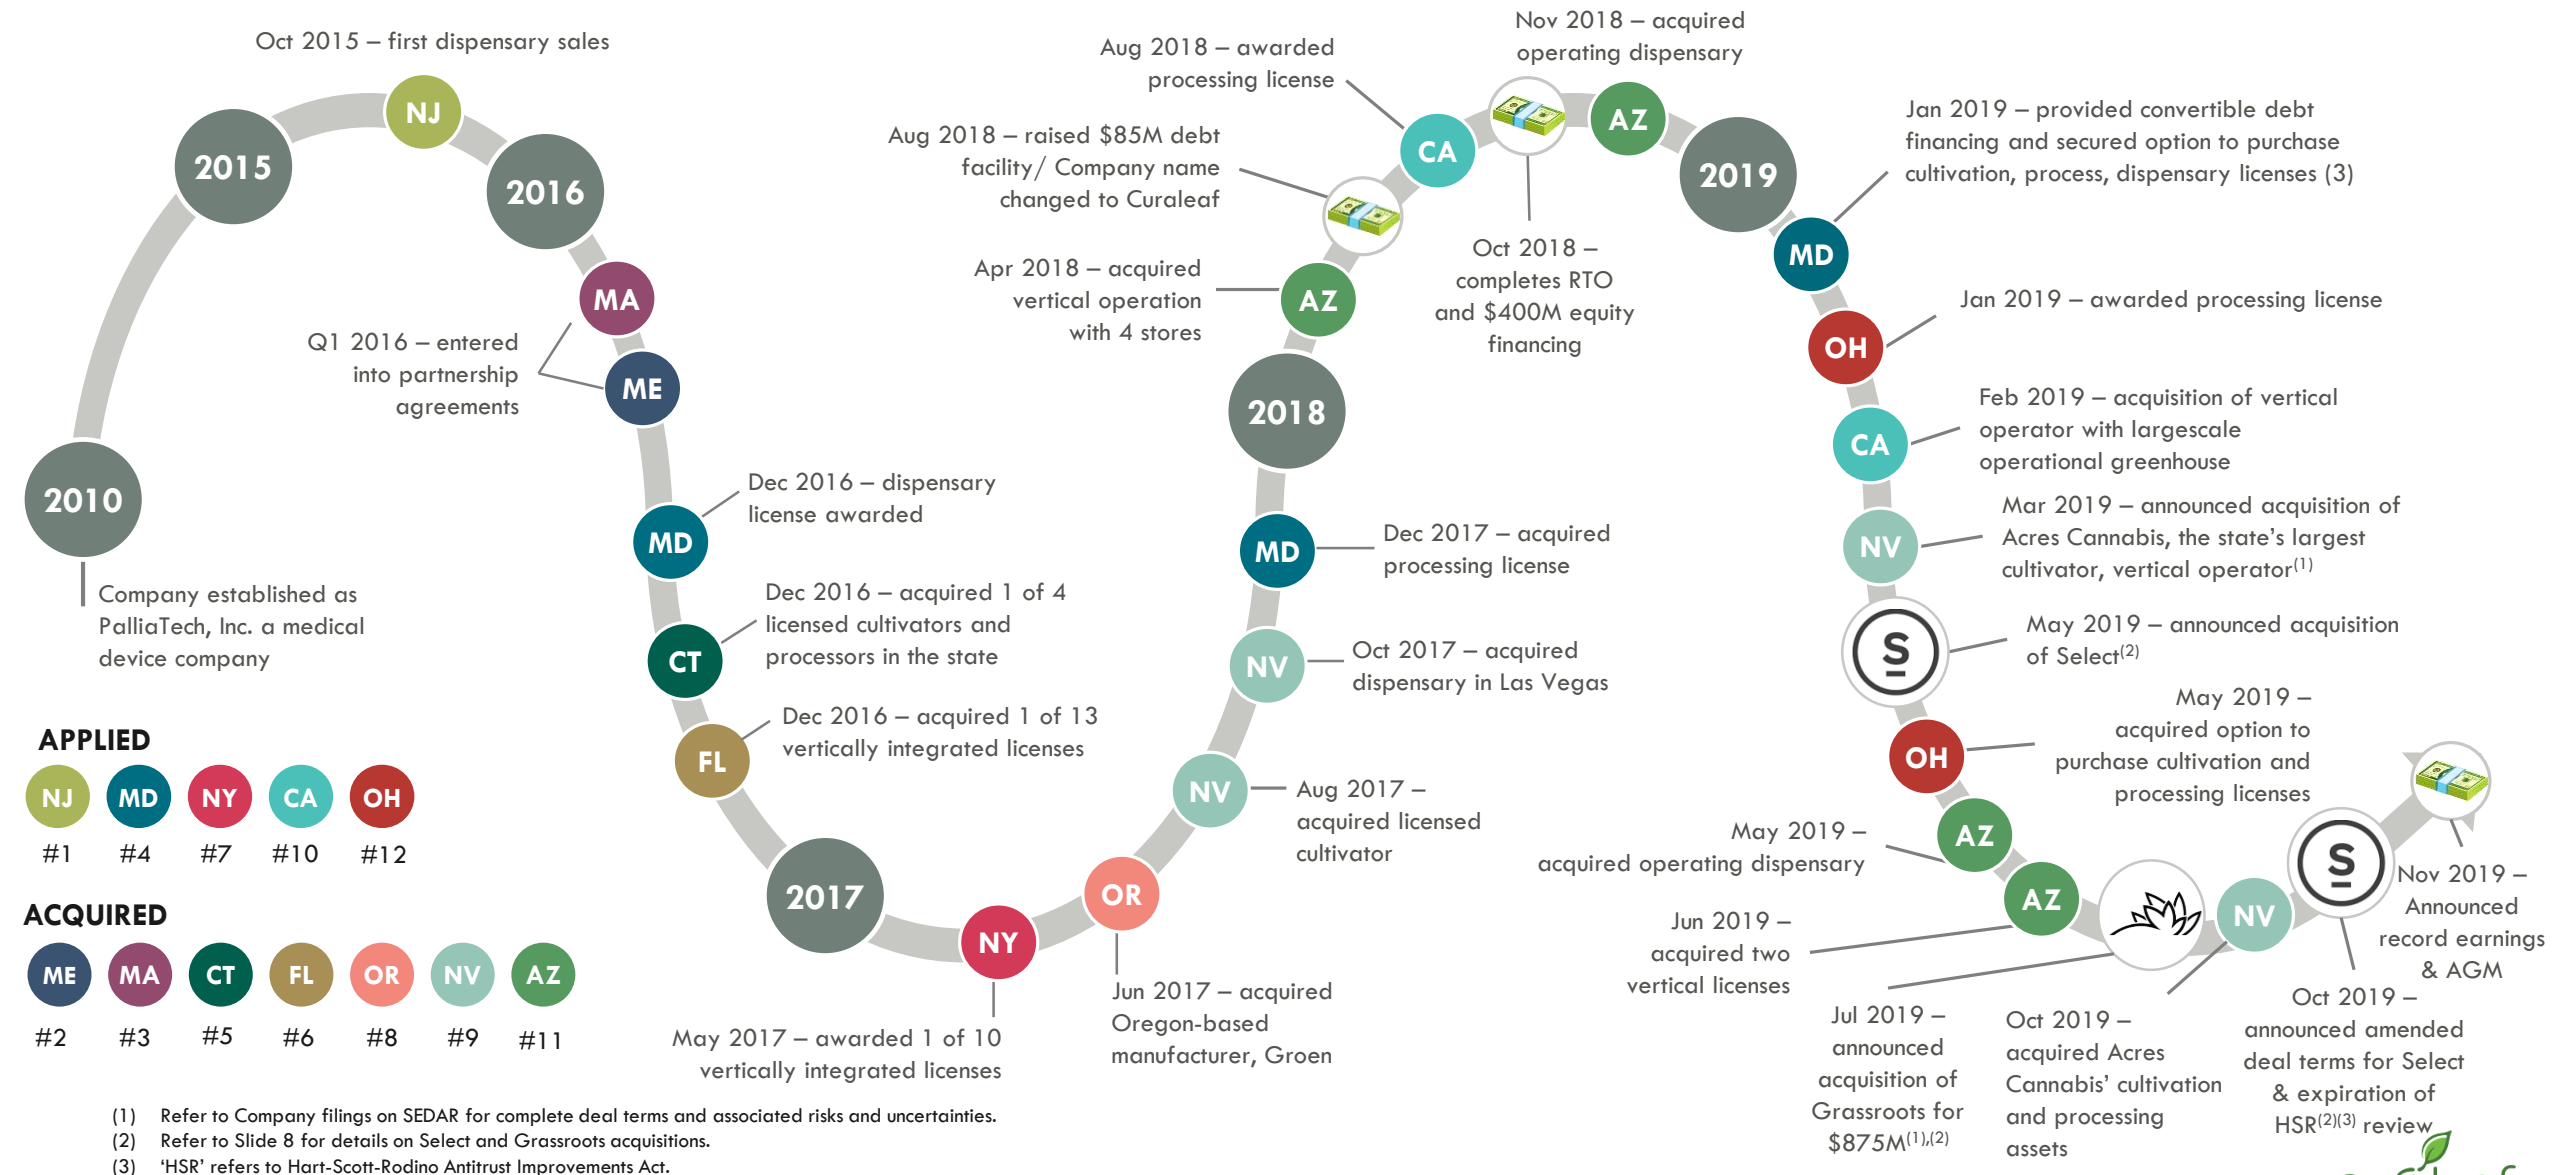 Oct 2015 – first dispensary sales
2015
NJ
2016
2010
Company established as
PalliaTech, Inc. a medical
device company
MA
ME
Q1 2016 – entered
into partnership
agreements
MD
Dec 2016 – dispensary
license awarded
CT
Dec 2016 – acquired 1 of 4
licensed cultivators and
processors in the state
FL
Dec 2016 – acquired 1 of 13
vertically integrated licenses
2017
NY
May 2017 – awarded 1 of 10
vertically integrated licenses
OR
Jun 2017 – acquired
Oregon-based
manufacturer, Groen
NV
Aug 2017 –
acquired licensed
cultivator
NV
Oct 2017 – acquired
dispensary in Las Vegas
MD
Dec 2017 – acquired
processing license
2018
AZ
Apr 2018 – acquired
vertical operation
with 4 stores
Aug 2018 – raised $85M debt
facility/ Company name
changed to Curaleaf
CA
Aug 2018 – awarded
processing license
Oct 2018 –
completes RTO
and $400M equity
financing
AZ
Nov 2018 – acquired
operating dispensary
2019
MD
Jan 2019 – provided convertible debt
financing and secured option to purchase
cultivation, process, dispensary licenses (3)
OH
Jan 2019 – awarded processing license
CA
Feb 2019 – acquisition of vertical
operator with largescale
operational greenhouse
NV
Mar 2019 – announced acquisition of
Acres Cannabis, the state’s largest
cultivator, vertical operator(1)
S
May 2019 – announced acquisition
of Select(2)
OH
May 2019 –
acquired option to
purchase cultivation and
processing licenses
AZ
May 2019 –
acquired operating dispensary
AZ
Jun 2019 –
acquired two
vertical licenses
Jul 2019 –
announced
acquisition of
Grassroots for
$875M(1),(2)
NV
Oct 2019 –
acquired Acres
Cannabis’ cultivation
and processing
assets
S
Oct 2019 –
announced amended
deal terms for Select
& expiration of
HSR(2)(3) review
Nov 2019 –
Announced
record earnings
& AGM
APPLIED
NJ MD NY CA OH
#1 #4 #7 #10 #12
ACQUIRED
ME MA CT FL OR NV AZ
#2 #3 #5 #6 #8 #9 #11
(1) Refer to Company filings on SEDAR for complete deal terms and associated risks and uncertainties.
(2) Refer to Slide 8 for details on Select and Grassroots acquisitions.
(3) ‘HSR’ refers to Hart-Scott-Rodino Antitrust Improvements Act.